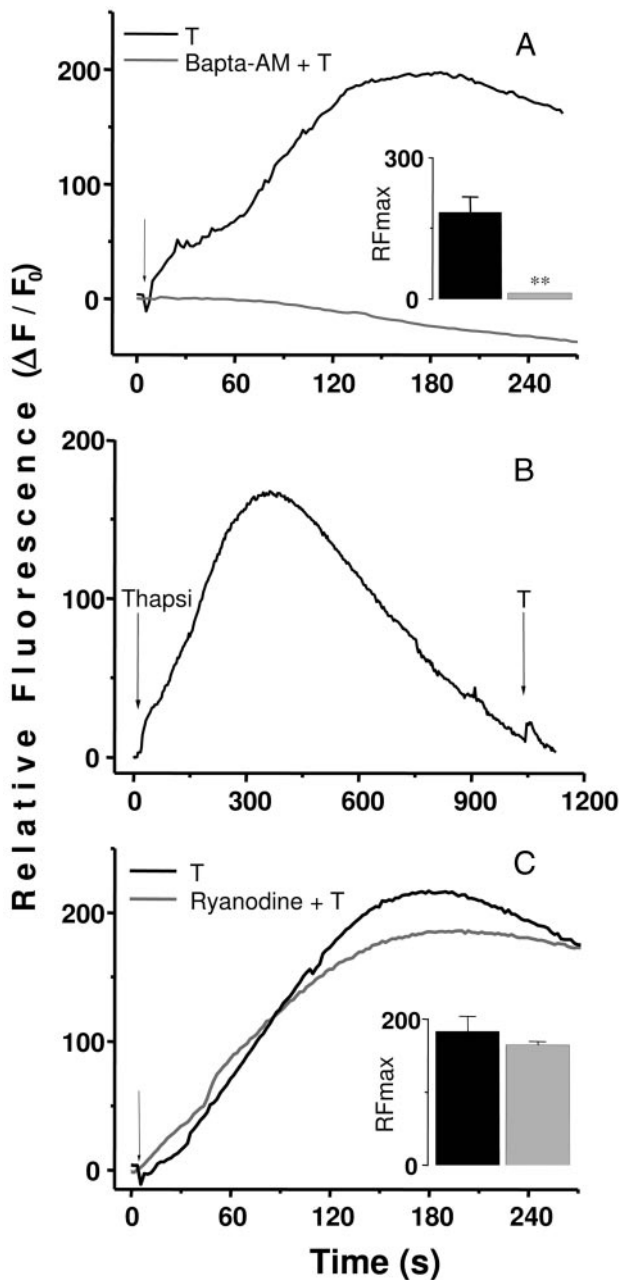 Relative Fluorescence (ΔF / F0)
T
Bapta-AM + T
A
200
100
0
300
0
RFmax
**
0 60 120 180 240
200
100
0
B
Thapsi
T
0 300 600 900 1200
T
Ryanodine + T
C
200
100
0
200
0
RFmax
0 60 120 180 240
Time (s)